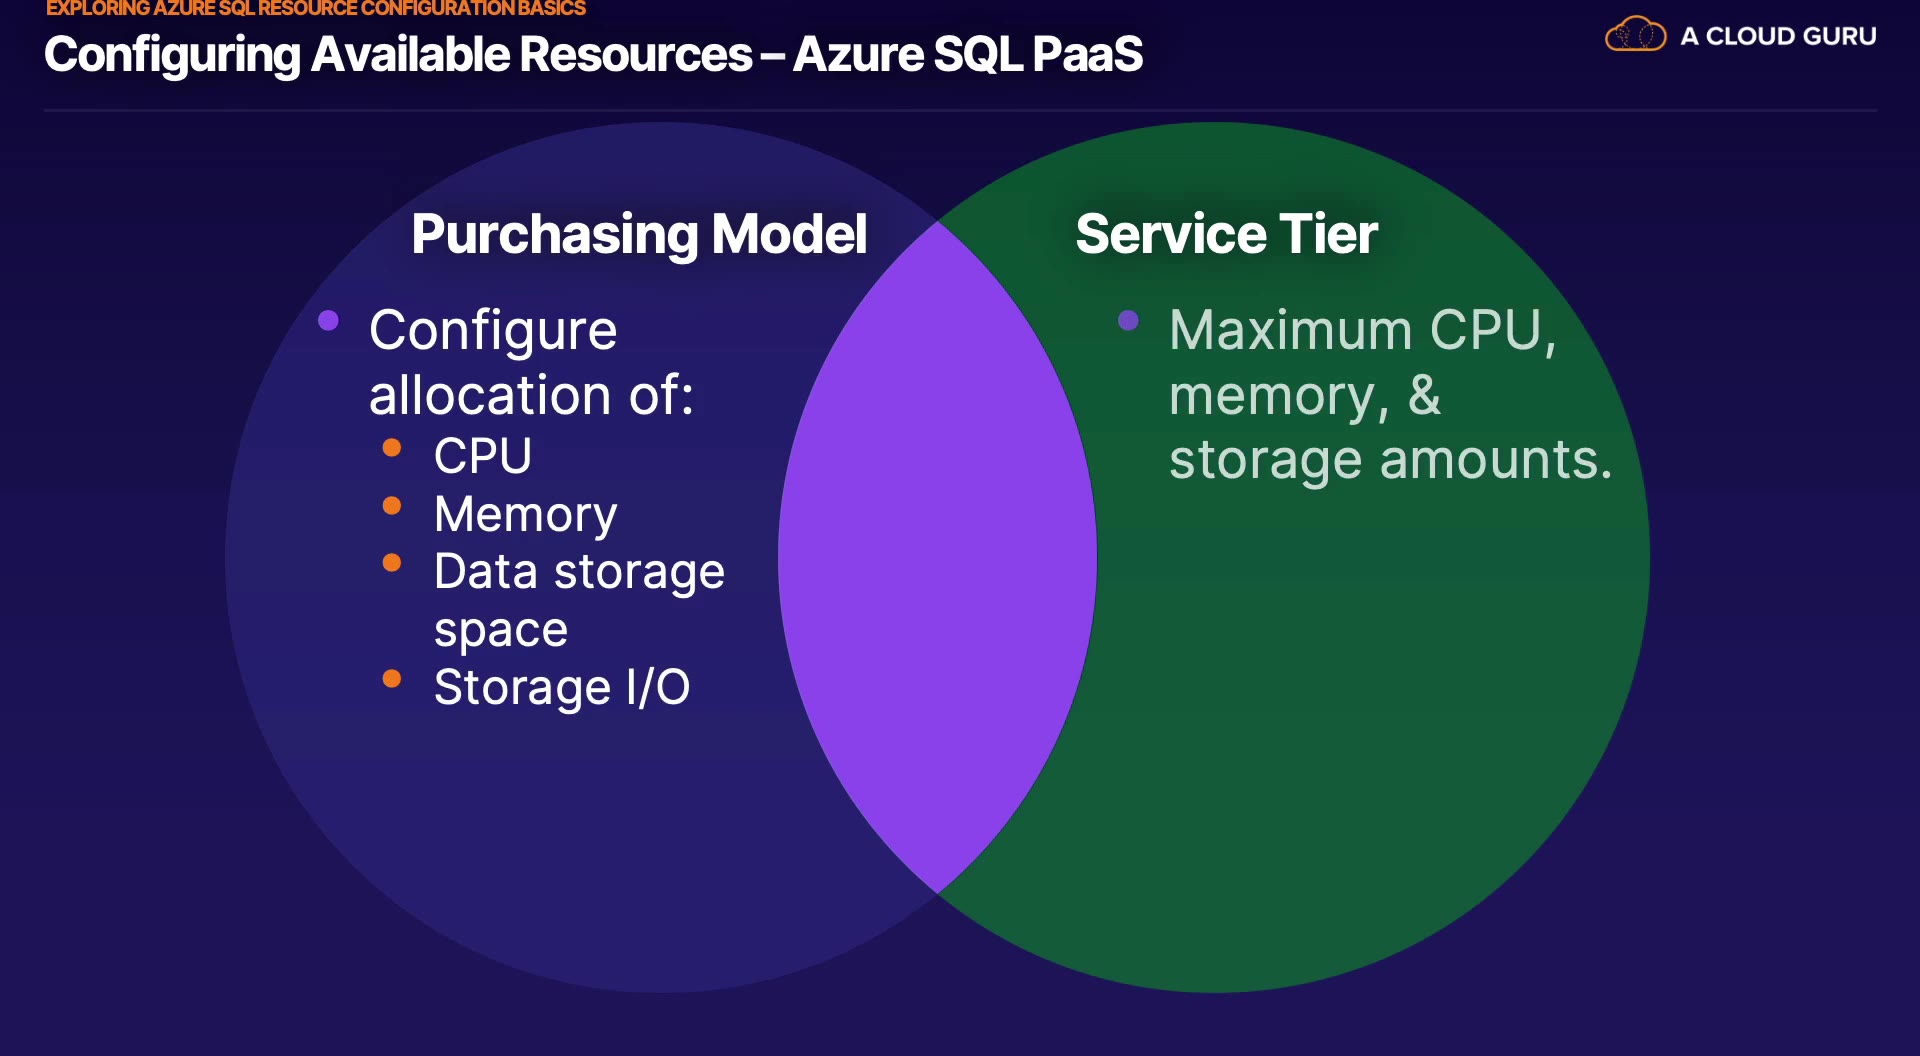 EXPLORING AZURE SQL RESOURCE CONFIGURATION BASICS
Configuring Available Resources – Azure SQL PaaS
A CLOUD GURU
Purchasing Model
Configure
allocation of:
CPU
Memory
Data storage
space
Storage I/O
Service Tier
Maximum CPU,
memory, &
storage amounts.